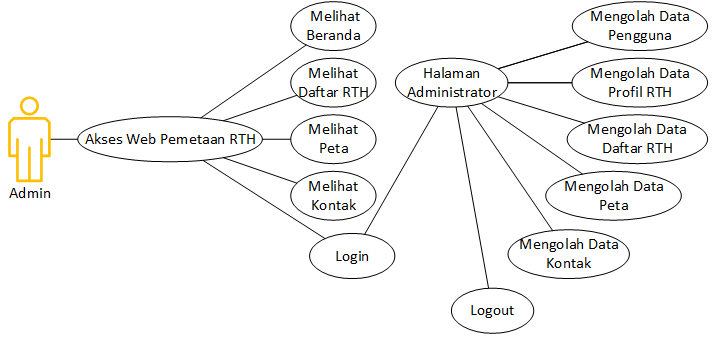 Admin
Akses Web Pemetaan RTH
Melihat
Beranda
Melihat
Daftar RTH
Melihat
Peta
Melihat
Kontak
Login
Halaman
Administrator
Mengolah Data
Pengguna
Mengolah Data
Profil RTH
Mengolah Data
Daftar RTH
Mengolah Data
Peta
Mengolah Data
Kontak
Logout